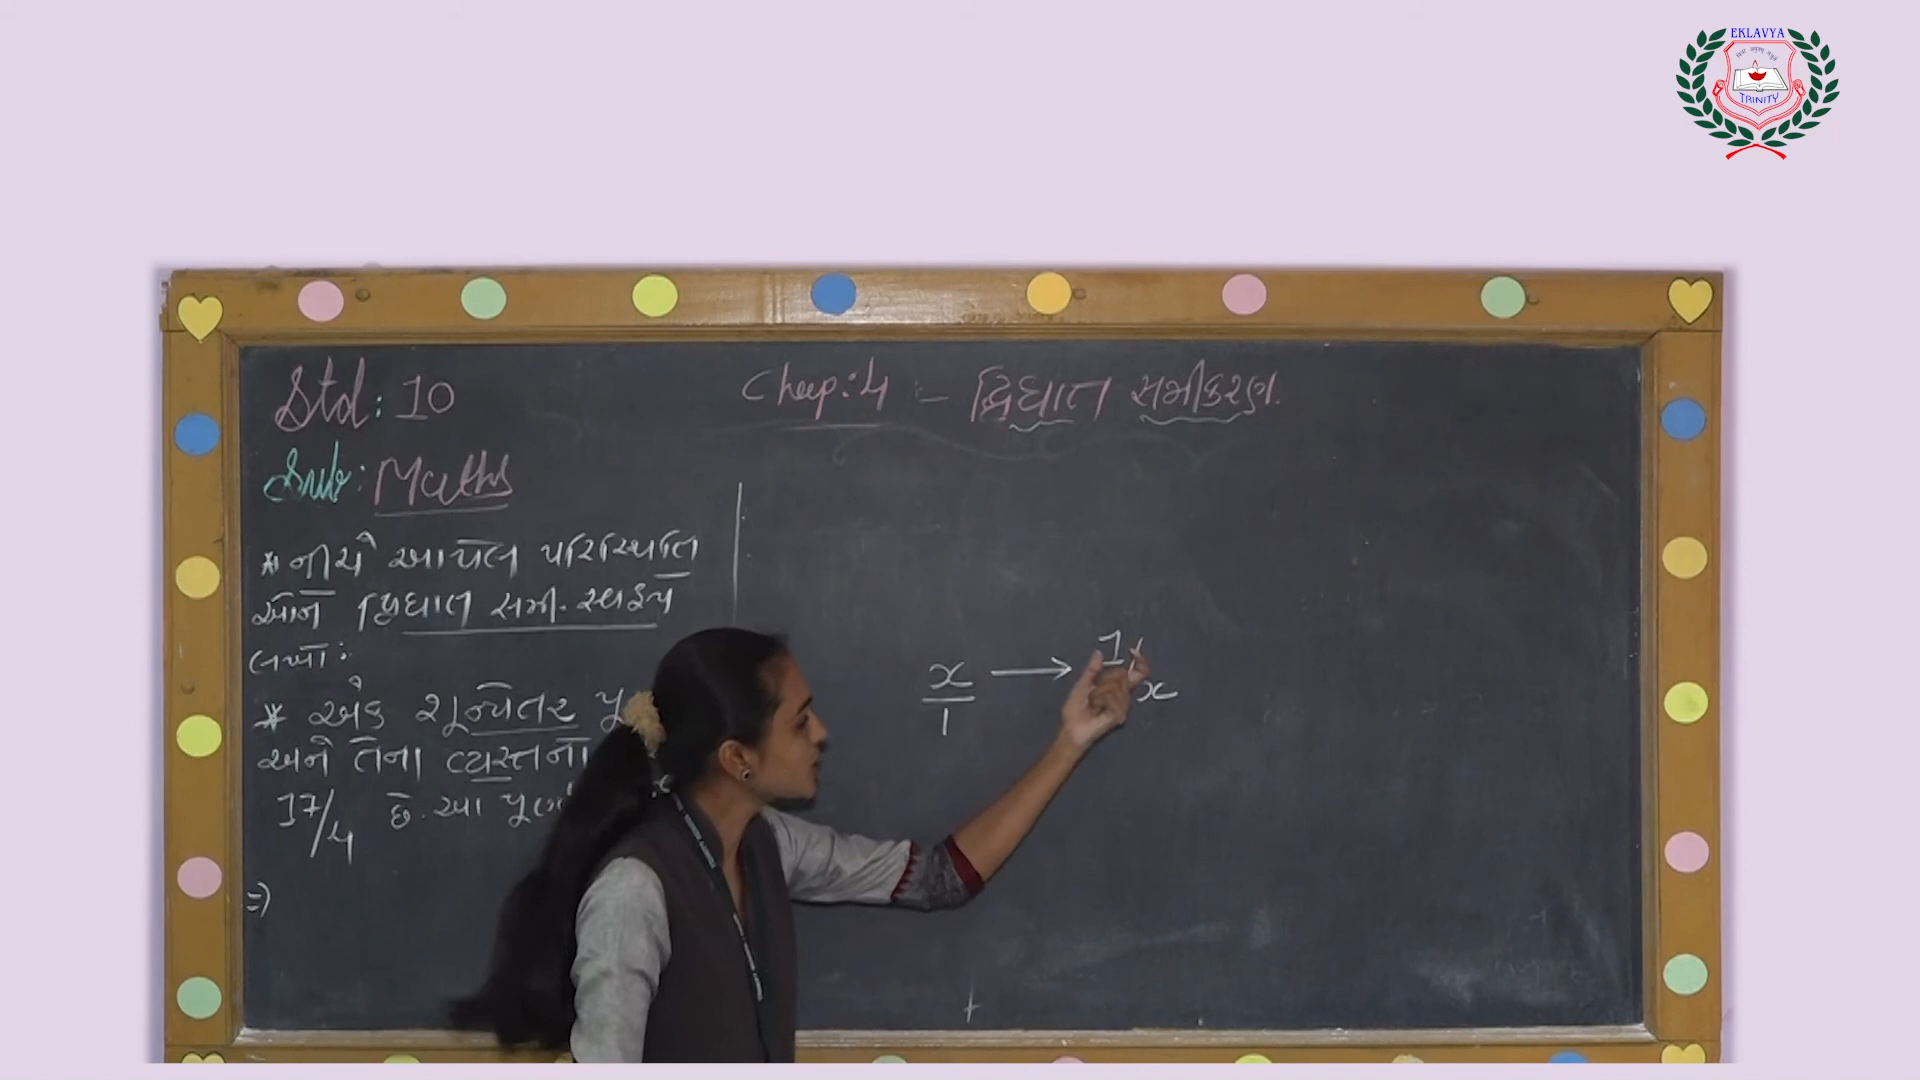 EKLAVYA
TRINITY
Std: 10
Chap: 4 - દ્વિઘાત સમીકરણ.
Sub: Maths
* નીચે આપેલ પરિસ્થિતિ
ઓને દ્વિઘાત સમી. સ્વરૂપે
લખો:
* એક શૂન્યેતર પૂ
અને તેના વ્યસ્તના
17/4 છે. આ પૂર્ણ
⇒
x/1 → 1/x